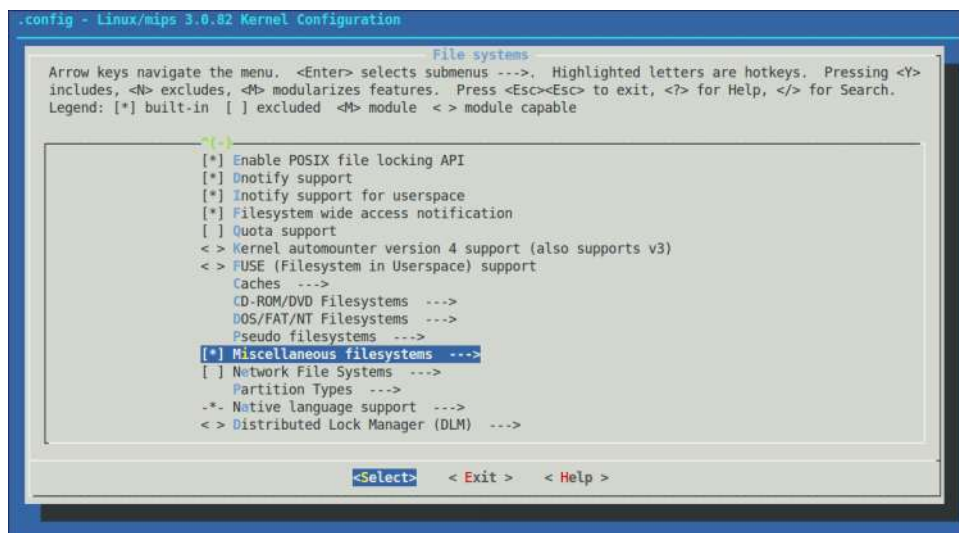 .config - Linux/mips 3.0.82 Kernel Configuration
File systems
Arrow keys navigate the menu. <Enter> selects submenus --->. Highlighted letters are hotkeys. Pressing <Y>
includes, <N> excludes, <M> modularizes features. Press <Esc><Esc> to exit, <?> for Help, </> for Search.
Legend: [*] built-in [ ] excluded <M> module < > module capable
^(-)
[*] Enable POSIX file locking API
[*] Dnotify support
[*] Inotify support for userspace
[*] Filesystem wide access notification
[ ] Quota support
< > Kernel automounter version 4 support (also supports v3)
< > FUSE (Filesystem in Userspace) support
Caches --->
CD-ROM/DVD Filesystems --->
DOS/FAT/NT Filesystems --->
Pseudo filesystems --->
[*] Miscellaneous filesystems --->
[ ] Network File Systems --->
Partition Types --->
-*- Native language support --->
< > Distributed Lock Manager (DLM) --->
<Select> < Exit > < Help >